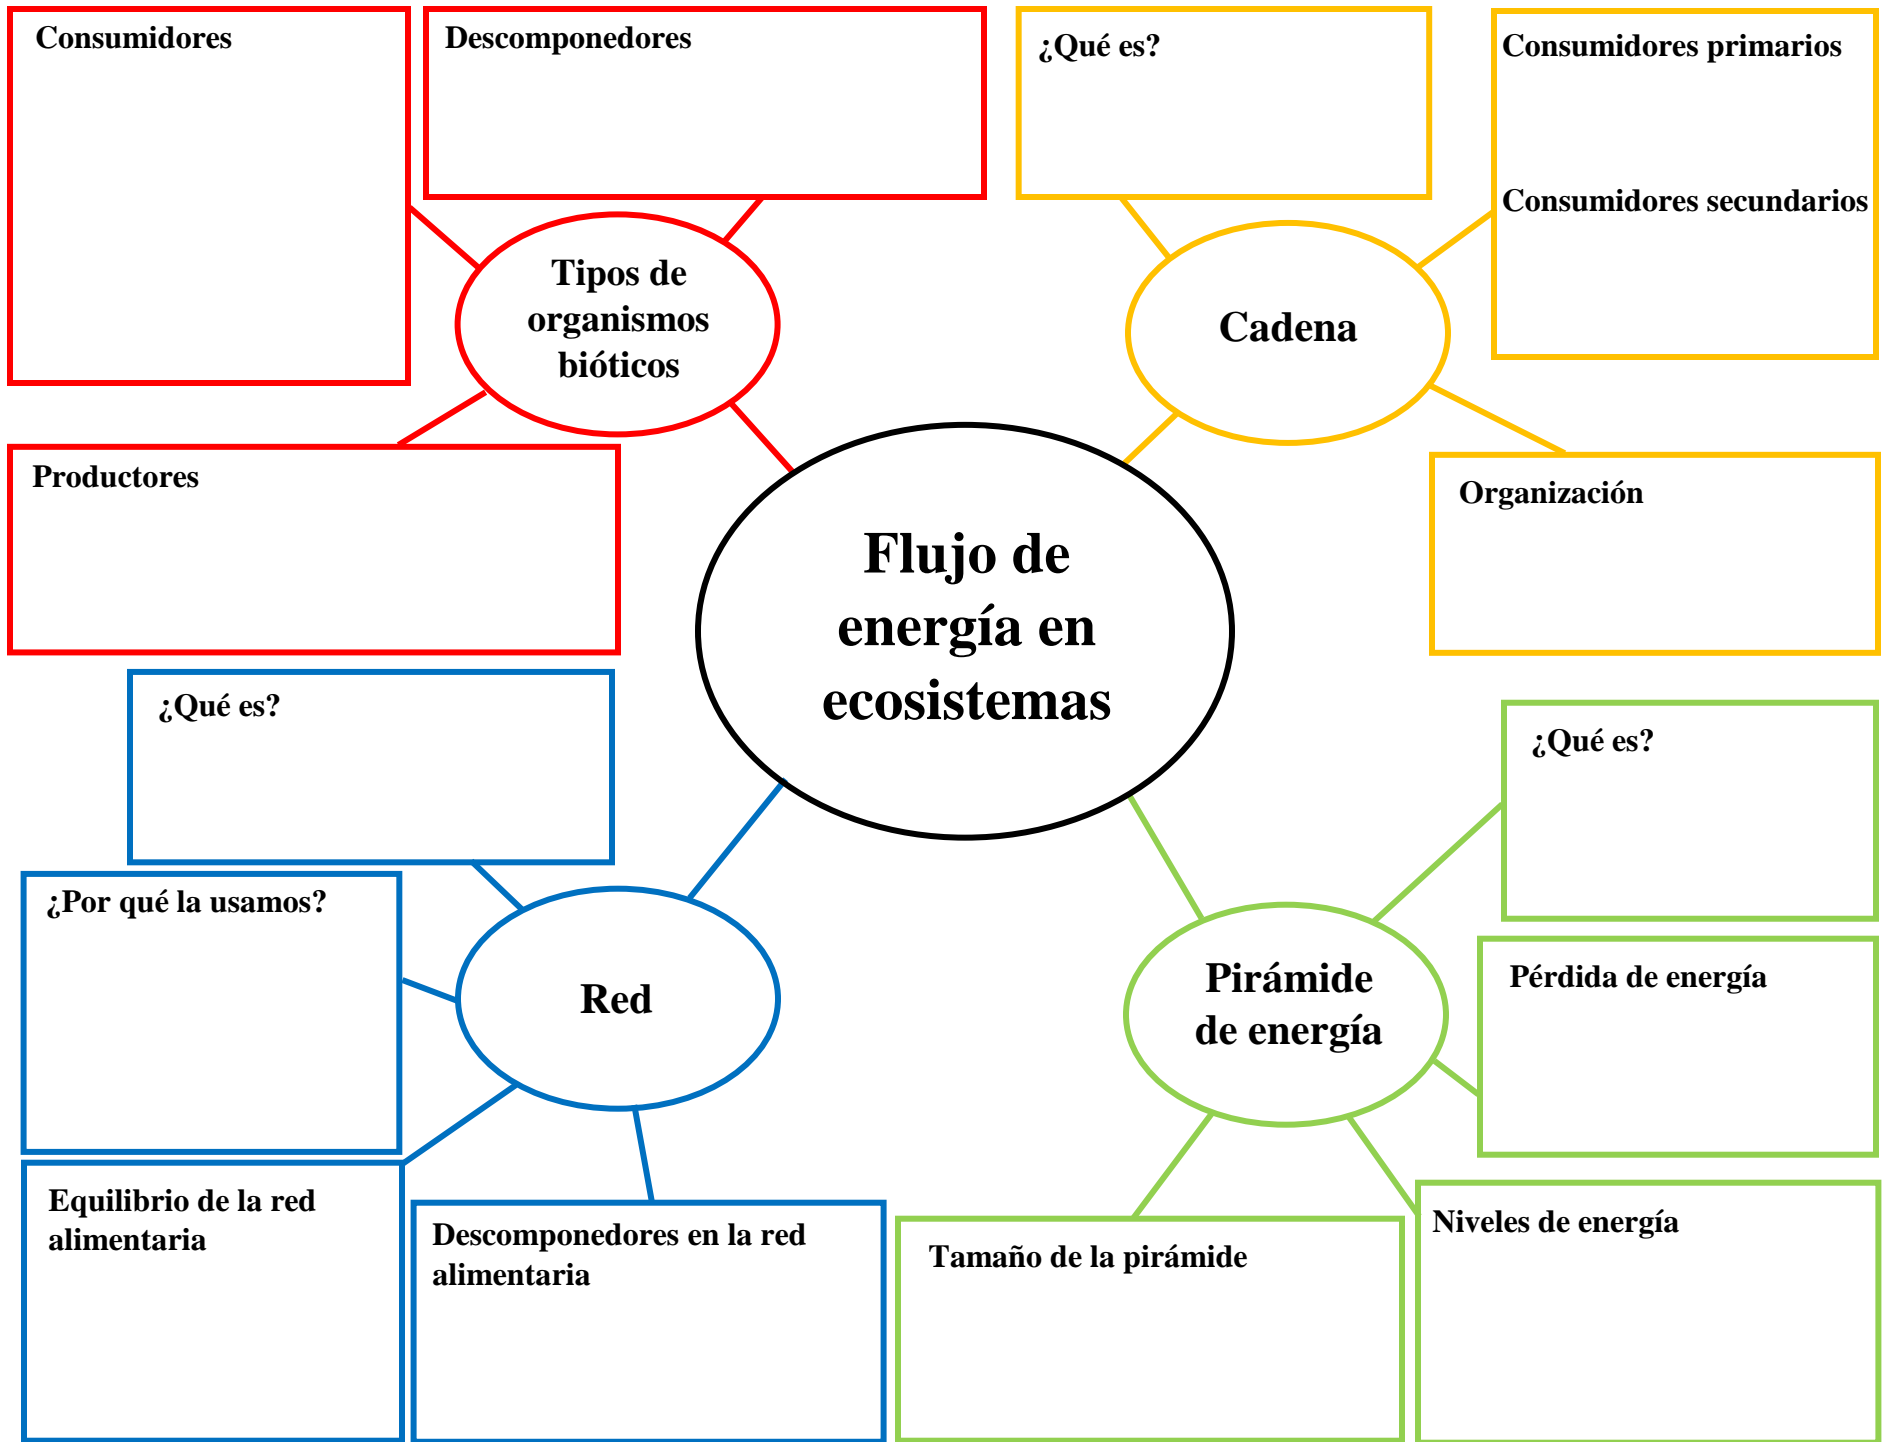 Consumidores
Descomponedores
¿Qué es?
Consumidores primarios
Consumidores secundarios
Tipos de
organismos
bióticos
Cadena
Productores
Organización
Flujo de
energía en
ecosistemas
¿Qué es?
¿Qué es?
¿Por qué la usamos?
Red
Pirámide
de energía
Pérdida de energía
Equilibrio de la red
alimentaria
Descomponedores en la red
alimentaria
Tamaño de la pirámide
Niveles de energía